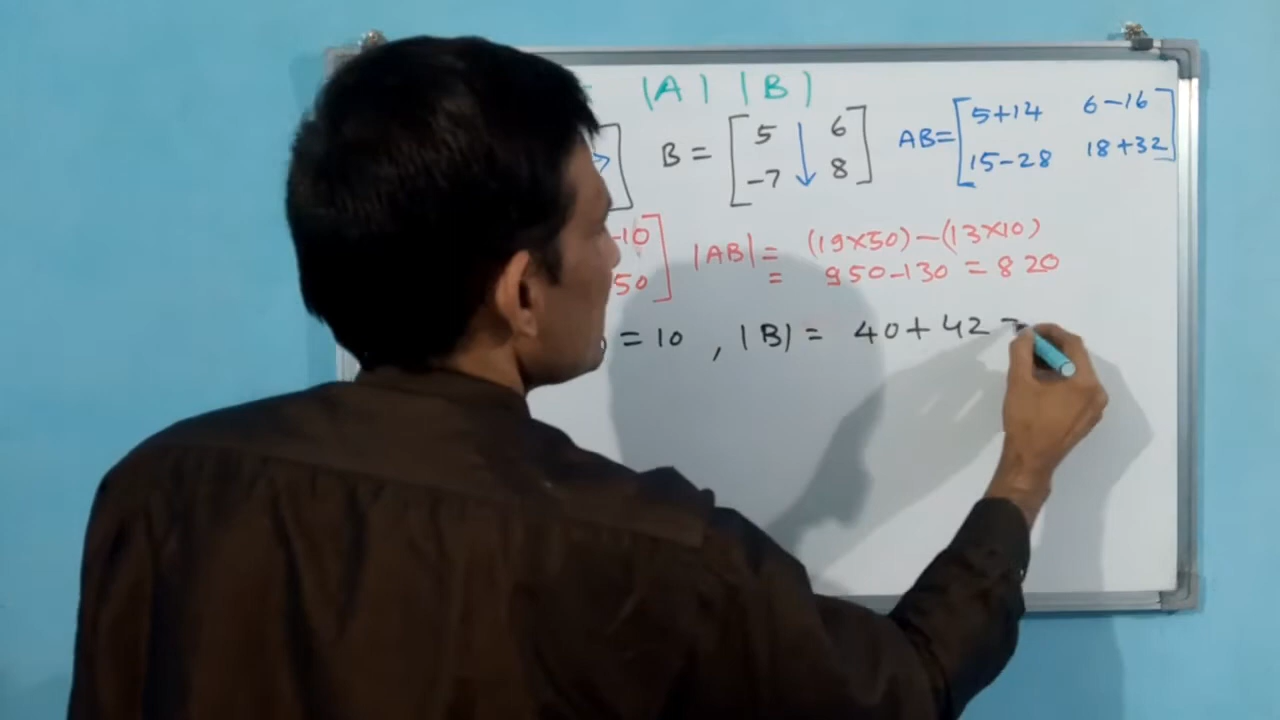 |A| |B|
B = [5 6 -7 8] AB= [5+14 6-16 15-28 18+32]
-10
50] |AB| = (19×50)-(13×10)
= 950-130 = 820
= 10 , |B| = 40+42 =